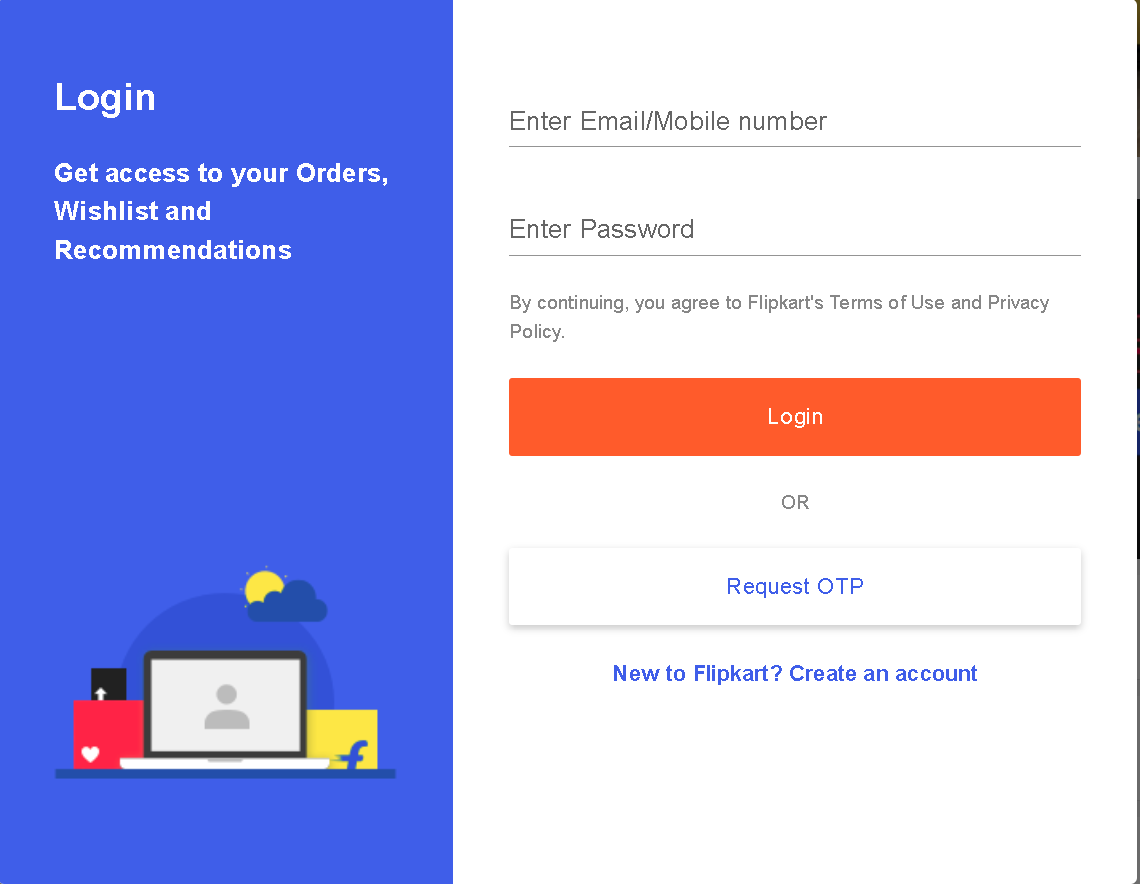 Login
Get access to your Orders,
Wishlist and
Recommendations
Enter Email/Mobile number
Enter Password
By continuing, you agree to Flipkart's Terms of Use and Privacy
Policy.
Login
OR
Request OTP
New to Flipkart? Create an account